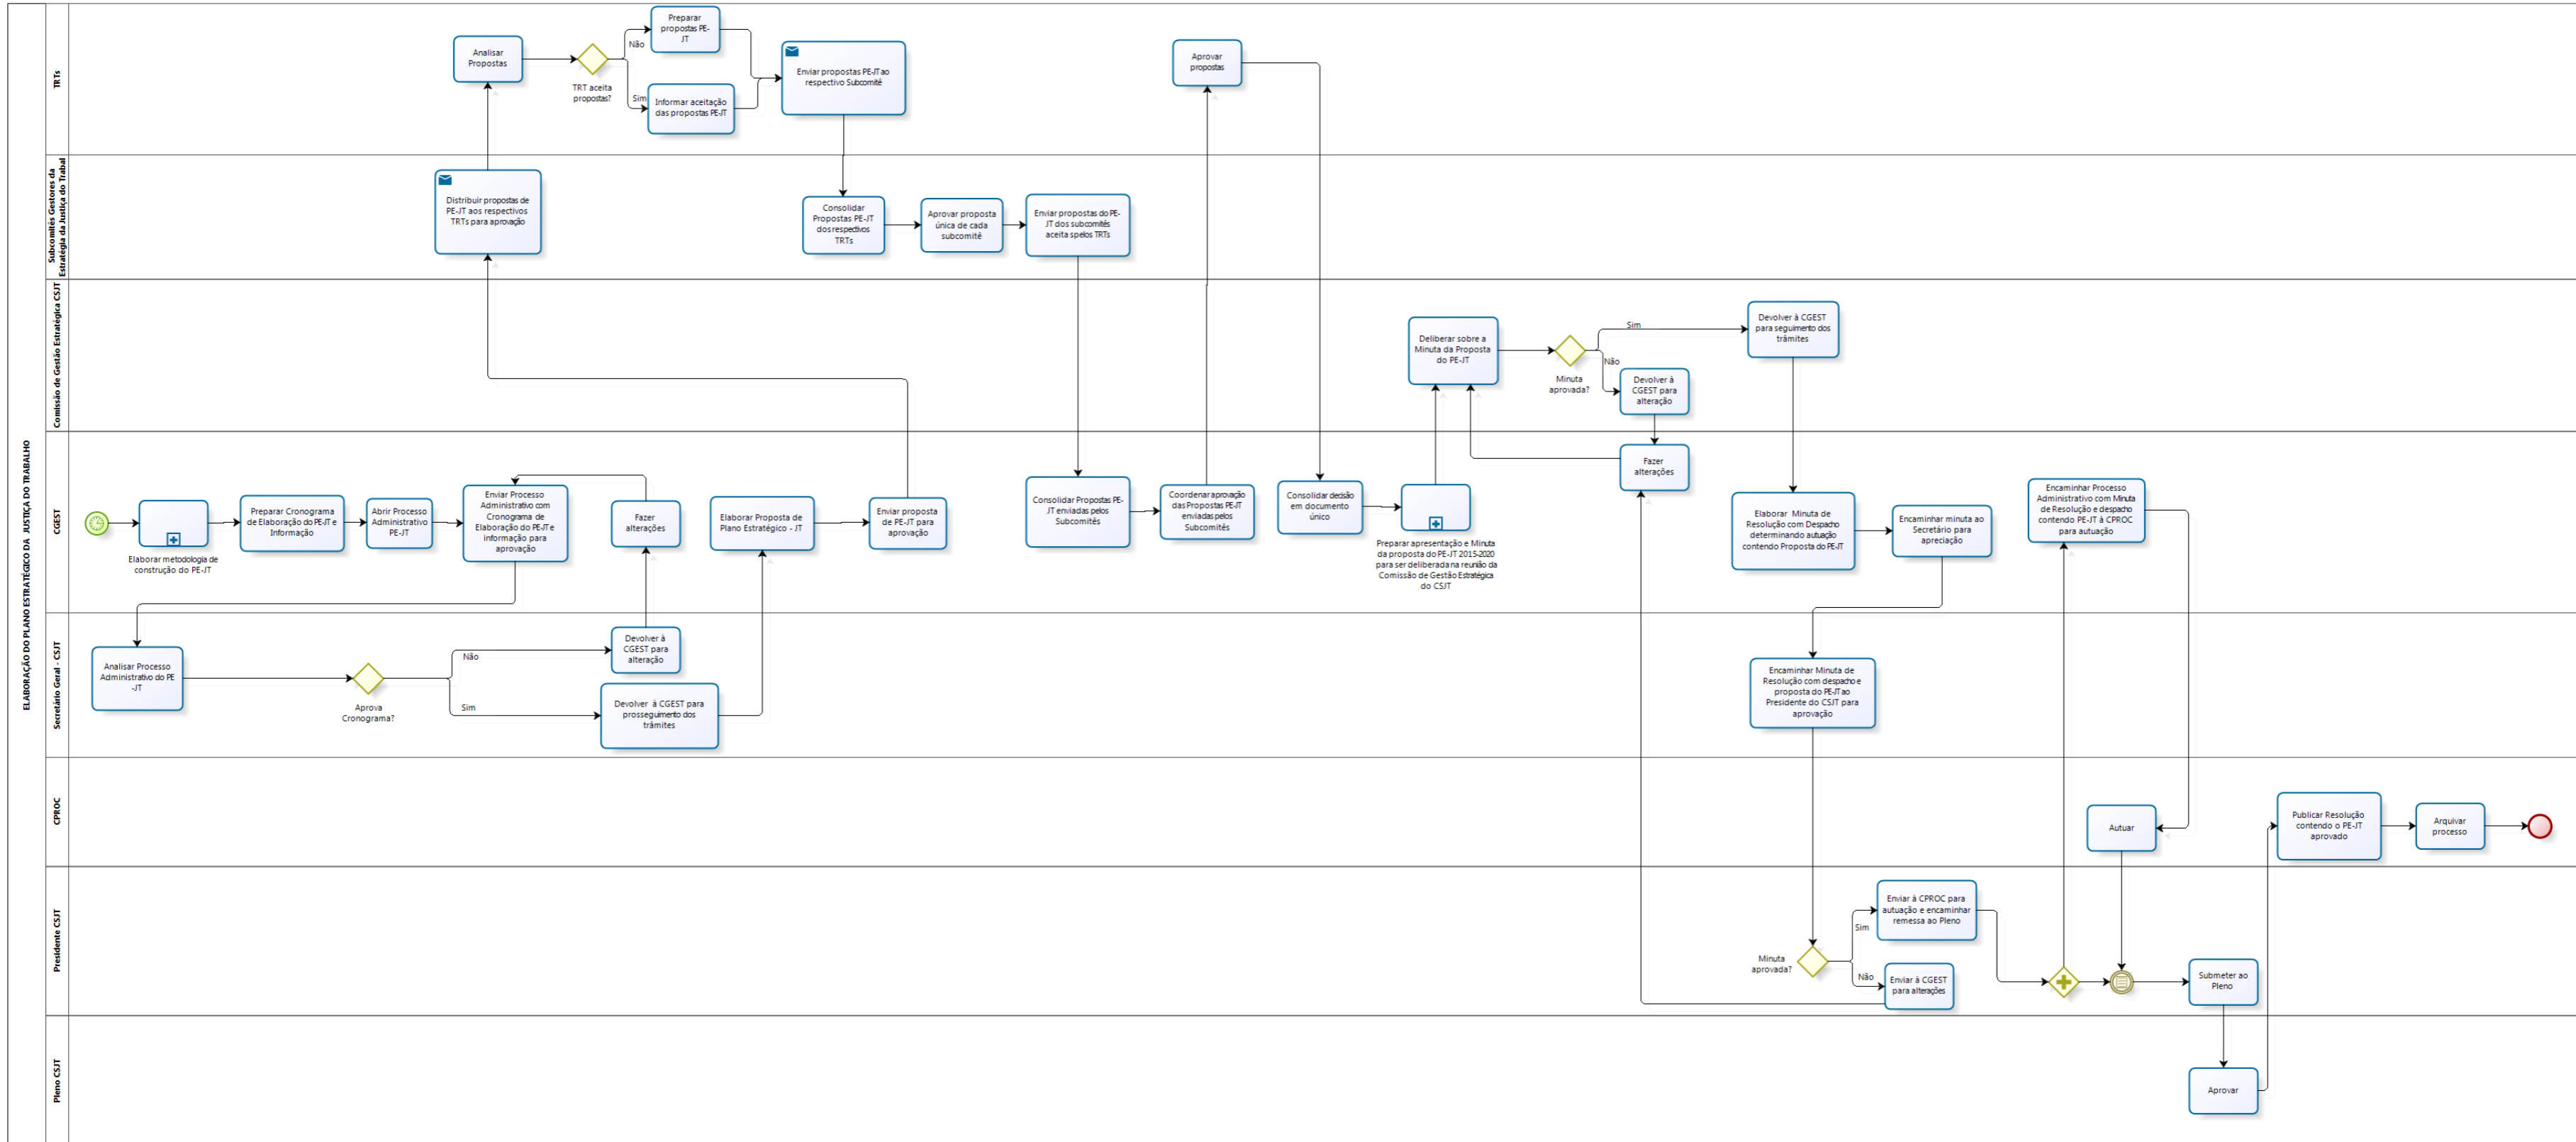 ELABORAÇÃO DO PLANO ESTRATÉGICO DA JUSTIÇA DO TRABALHO
TRTs
Analisar
Propostas
TRT aceita
propostas?
Não
Sim
Preparar
propostas PE-
JT
Informar aceitação
das propostas PE-JT
Enviar propostas PE-JT ao
respectivo Subcomitê
Aprovar
propostas
Subcomitês Gestores da
Estratégia da Justiça do Trabal
Distribuir propostas de
PE-JT aos respectivos
TRTs para aprovação
Consolidar
Propostas PE-JT
dos respectivos
TRTs
Aprovar proposta
única de cada
subcomitê
Enviar propostas do PE-
JT dos subcomitês
aceita spelos TRTs
Comissão de Gestão Estratégica CSJT
Deliberar sobre a
Minuta da Proposta
do PE-JT
Minuta
aprovada?
Sim
Não
Devolver à CGEST
para seguimento dos
trâmites
Devolver à
CGEST para
alteração
CGEST
Elaborar metodologia de
construção do PE-JT
Preparar Cronograma
de Elaboração do PE-JT e
Informação
Abrir Processo
Administrativo
PE-JT
Enviar Processo
Administrativo com
Cronograma de
Elaboração do PE-JT e
informação para
aprovação
Fazer
alterações
Elaborar Proposta de
Plano Estratégico - JT
Enviar proposta
de PE-JT para
aprovação
Consolidar Propostas PE-
JT enviadas pelos
Subcomitês
Coordenar aprovação
das Propostas PE-JT
enviadas pelos
Subcomitês
Consolidar decisão
em documento
único
Preparar apresentação e Minuta
da proposta do PE-JT 2015-2020
para ser deliberada na reunião da
Comissão de Gestão Estratégica
do CSJT
Fazer
alterações
Elaborar Minuta de
Resolução com Despacho
determinando autuação
contendo Proposta do PE-JT
Encaminhar minuta ao
Secretário para
apreciação
Encaminhar Processo
Administrativo com Minuta
de Resolução e despacho
contendo PE-JT à CPROC
para autuação
Secretário Geral - CSJT
Analisar Processo
Administrativo do PE
-JT
Aprova
Cronograma?
Não
Sim
Devolver à
CGEST para
alteração
Devolver à CGEST para
prosseguimento dos
trâmites
Encaminhar Minuta de
Resolução com despacho e
proposta do PE-JT ao
Presidente do CSJT para
aprovação
CPROC
Autuar
Publicar Resolução
contendo o PE-JT
aprovado
Arquivar
processo
Presidente CSJT
Minuta
aprovada?
Sim
Não
Enviar à CPROC para
autuação e encaminhar
remessa ao Pleno
Enviar à CGEST
para alterações
Submeter ao
Pleno
Pleno CSJT
Aprovar